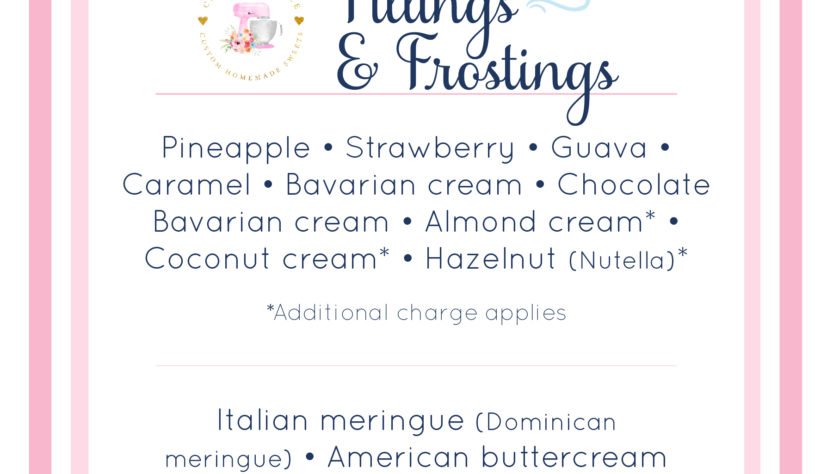 CUSTOM HOMEMADE SWEETS
& Frostings
Pineapple • Strawberry • Guava •
Caramel • Bavarian cream • Chocolate
Bavarian cream • Almond cream* •
Coconut cream* • Hazelnut (Nutella)*
*Additional charge applies
Italian meringue (Dominican
meringue) • American buttercream